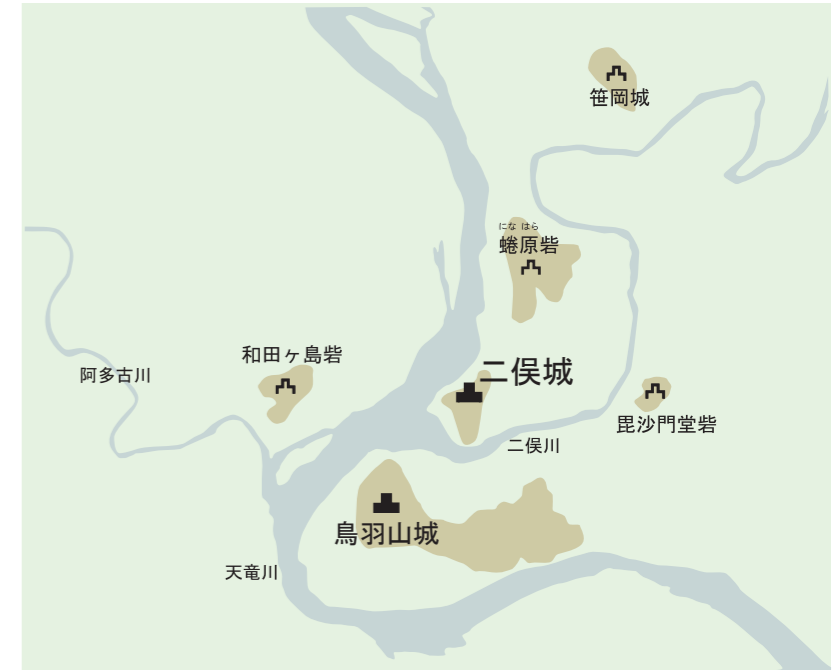 笹岡城
にな はら
蜷原砦
和田ヶ島砦
阿多古川
二俣城
毘沙門堂砦
二俣川
鳥羽山城
天竜川